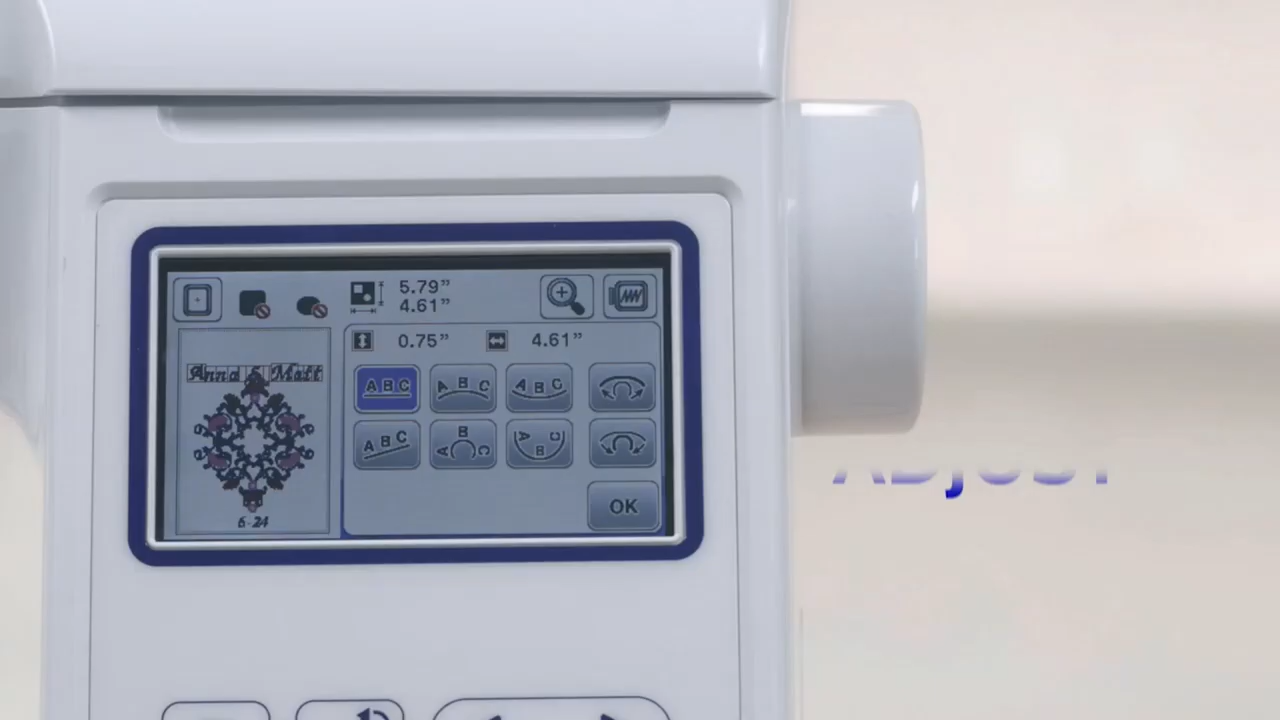 5.79”
4.61”
0.75” 4.61”
Anna & Matt
ABC ABC ABC
ABC ABC ABC
6-24
OK